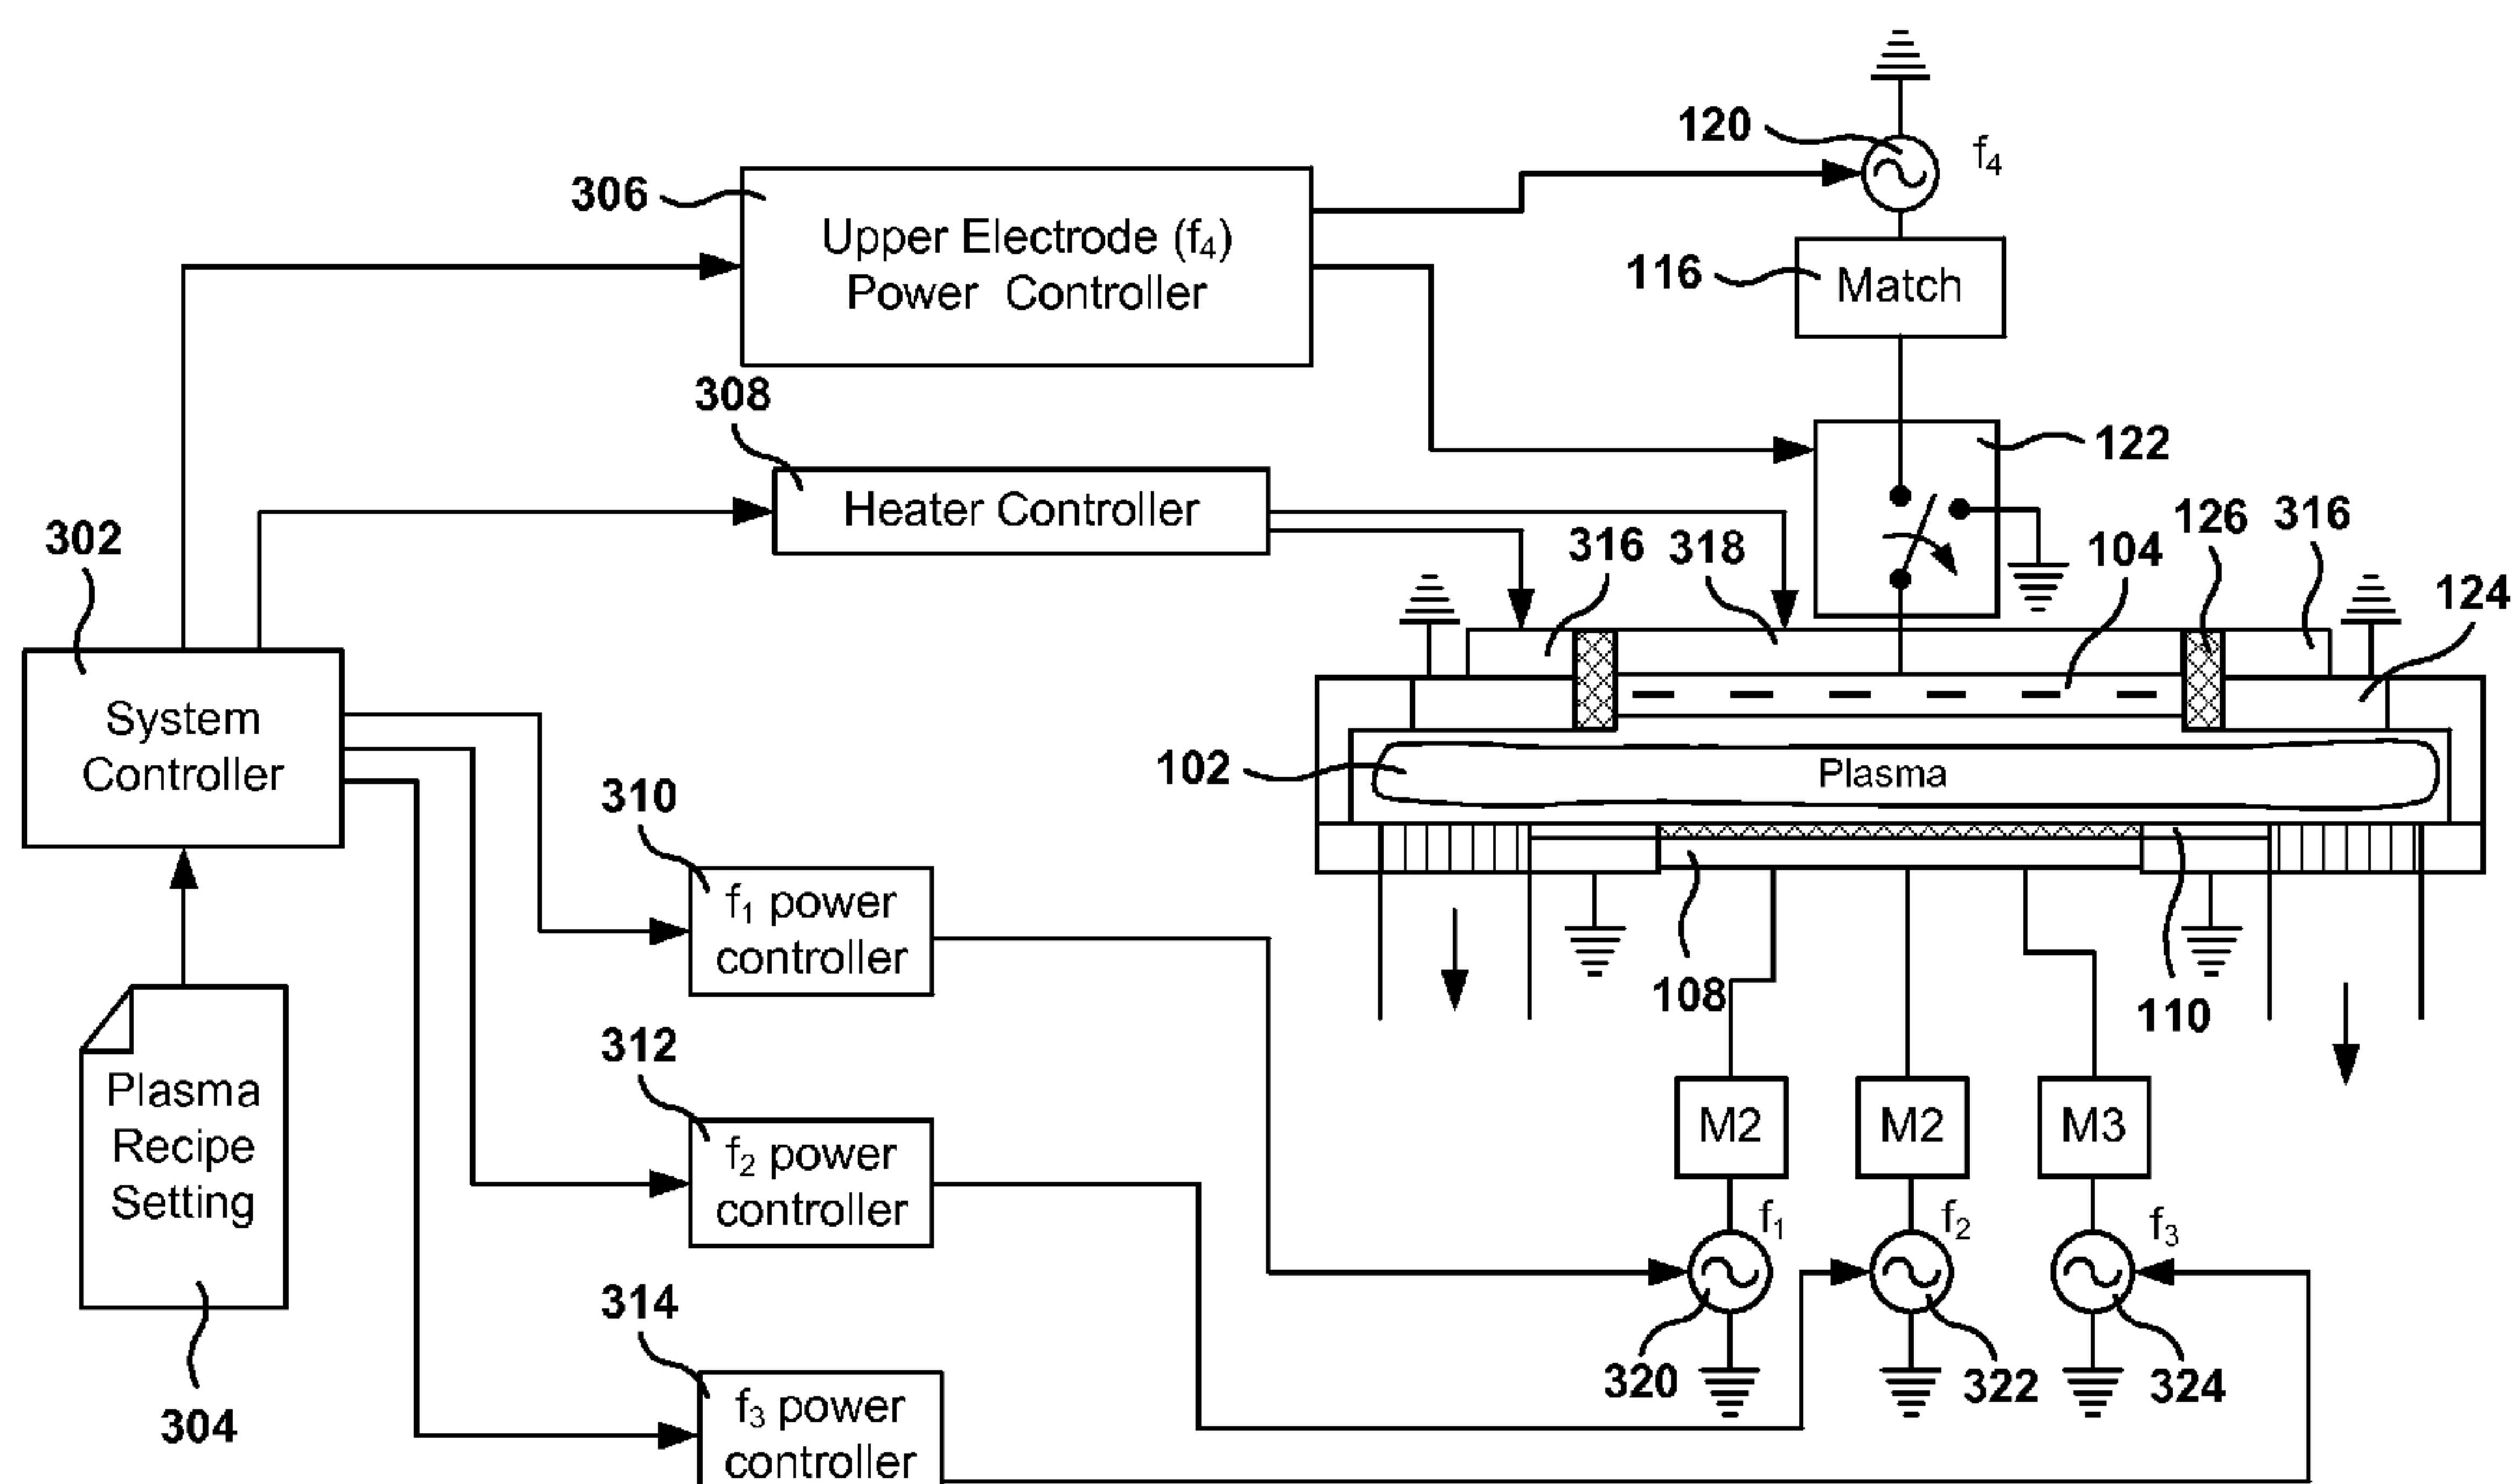 120
f4
306
Upper Electrode (f4)
Power Controller
116
Match
308
122
Heater Controller
302
316
318
104
126
316
124
System
Controller
102
Plasma
310
f1 power
controller
108
110
312
Plasma
Recipe
Setting
f2 power
controller
M2
M2
M3
f1
f2
f3
314
320
322
324
304
f3 power
controller